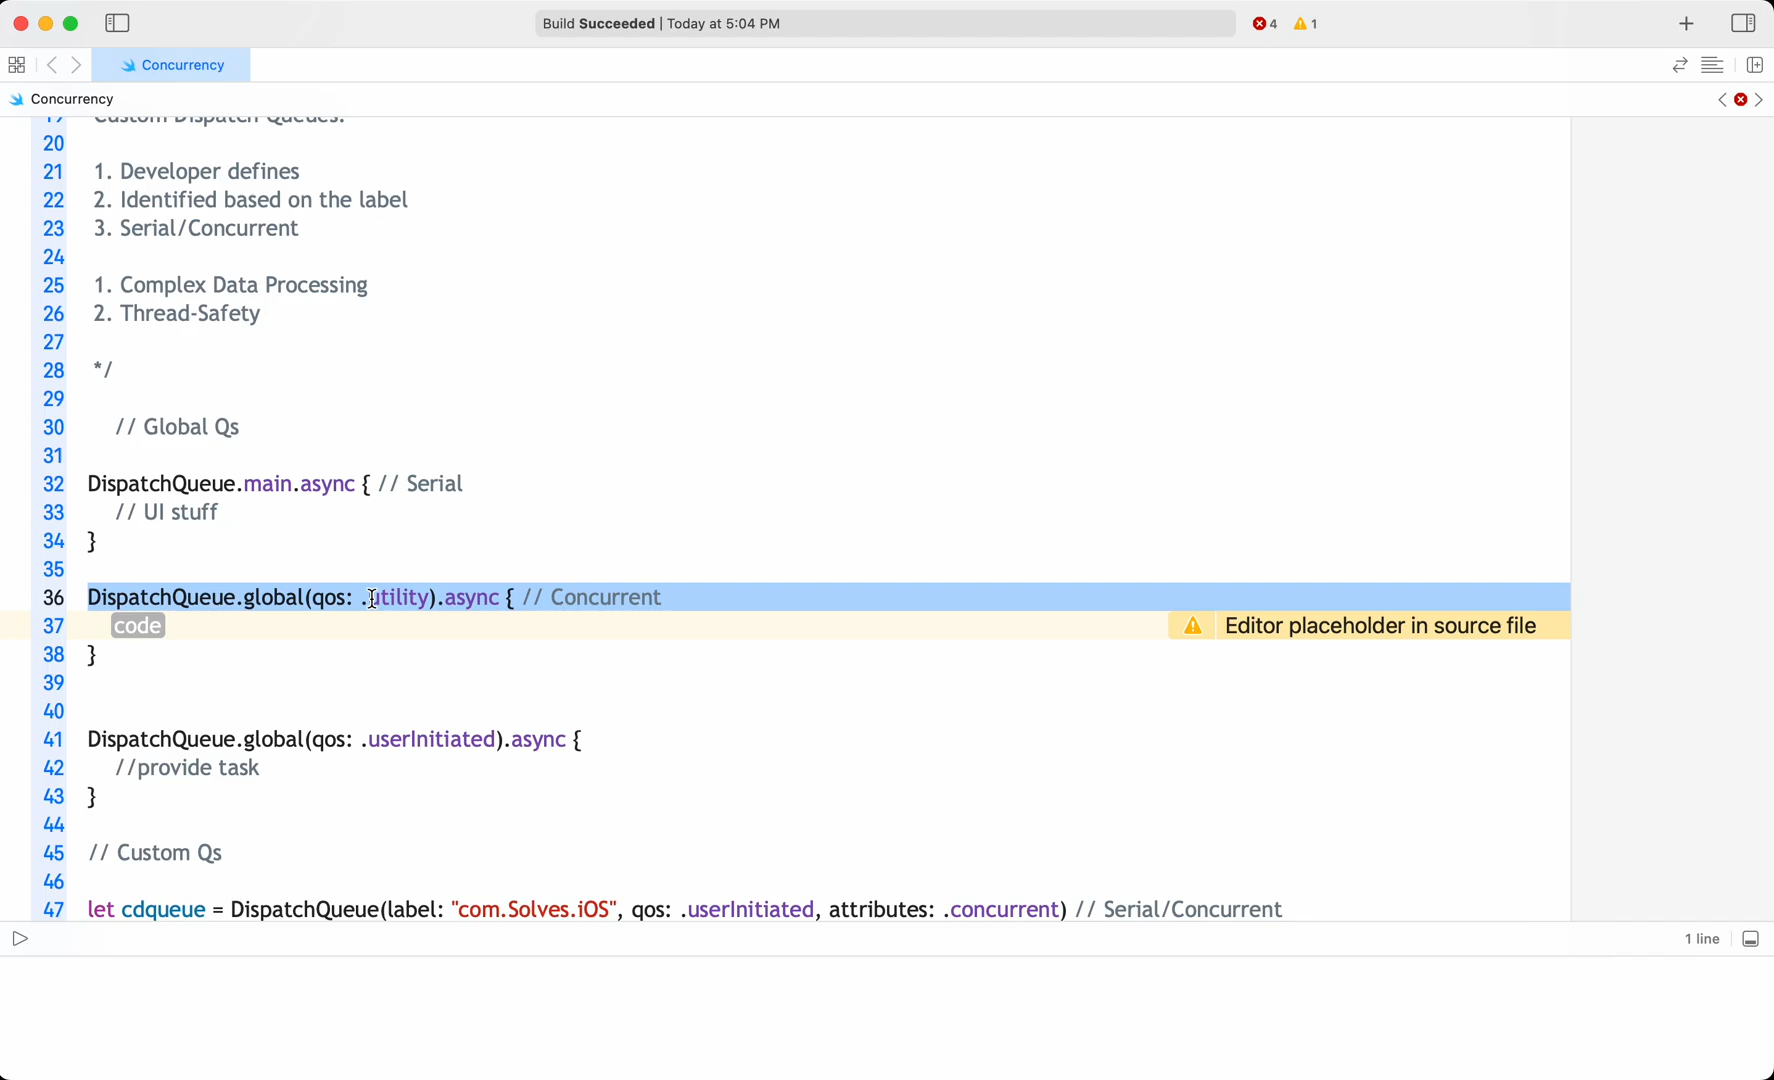 Build Succeeded | Today at 5:04 PM
4
1
Concurrency
Concurrency
19 Custom Dispatch Queues:
20
21 1. Developer defines
22 2. Identified based on the label
23 3. Serial/Concurrent
24
25 1. Complex Data Processing
26 2. Thread-Safety
27
28 */
29
30 // Global Qs
31
32 DispatchQueue.main.async { // Serial
33 // UI stuff
34 }
35
36 DispatchQueue.global(qos: .utility).async { // Concurrent
37 code Editor placeholder in source file
38 }
39
40
41 DispatchQueue.global(qos: .userInitiated).async {
42 //provide task
43 }
44
45 // Custom Qs
46
47 let cdqueue = DispatchQueue(label: "com.Solves.iOS", qos: .userInitiated, attributes: .concurrent) // Serial/Concurrent
1 line